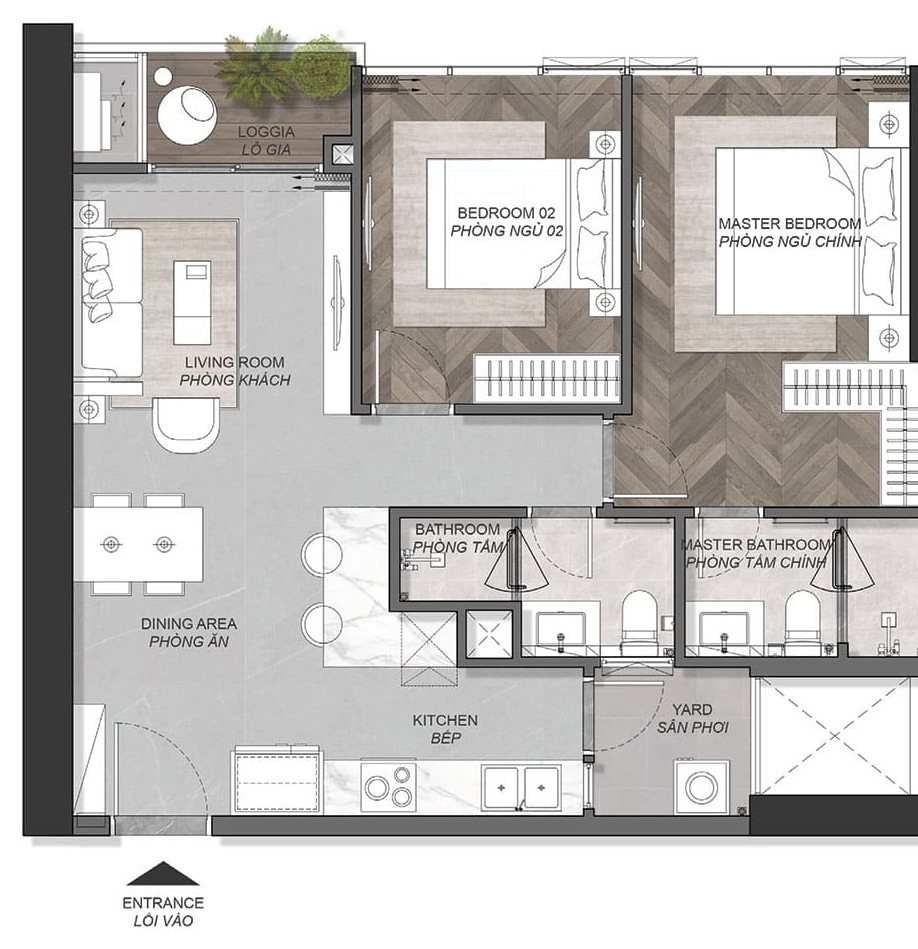 LOGGIA
LÔ GIA
BEDROOM 02
PHÒNG NGỦ 02
MASTER BEDROOM
PHÒNG NGỦ CHÍNH
LIVING ROOM
PHÒNG KHÁCH
BATHROOM
PHÒNG TẮM
MASTER BATHROOM
PHÒNG TẮM CHÍNH
DINING AREA
PHÒNG ĂN
KITCHEN
BẾP
YARD
SÂN PHƠI
ENTRANCE
LỐI VÀO